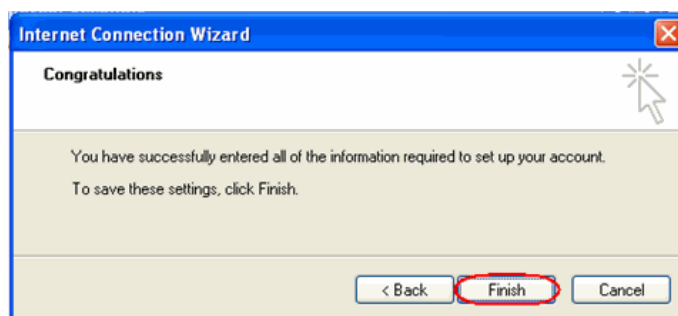 Internet Connection Wizard
Congratulations
You have successfully entered all of the information required to set up your account.
To save these settings, click Finish.
< Back Finish Cancel